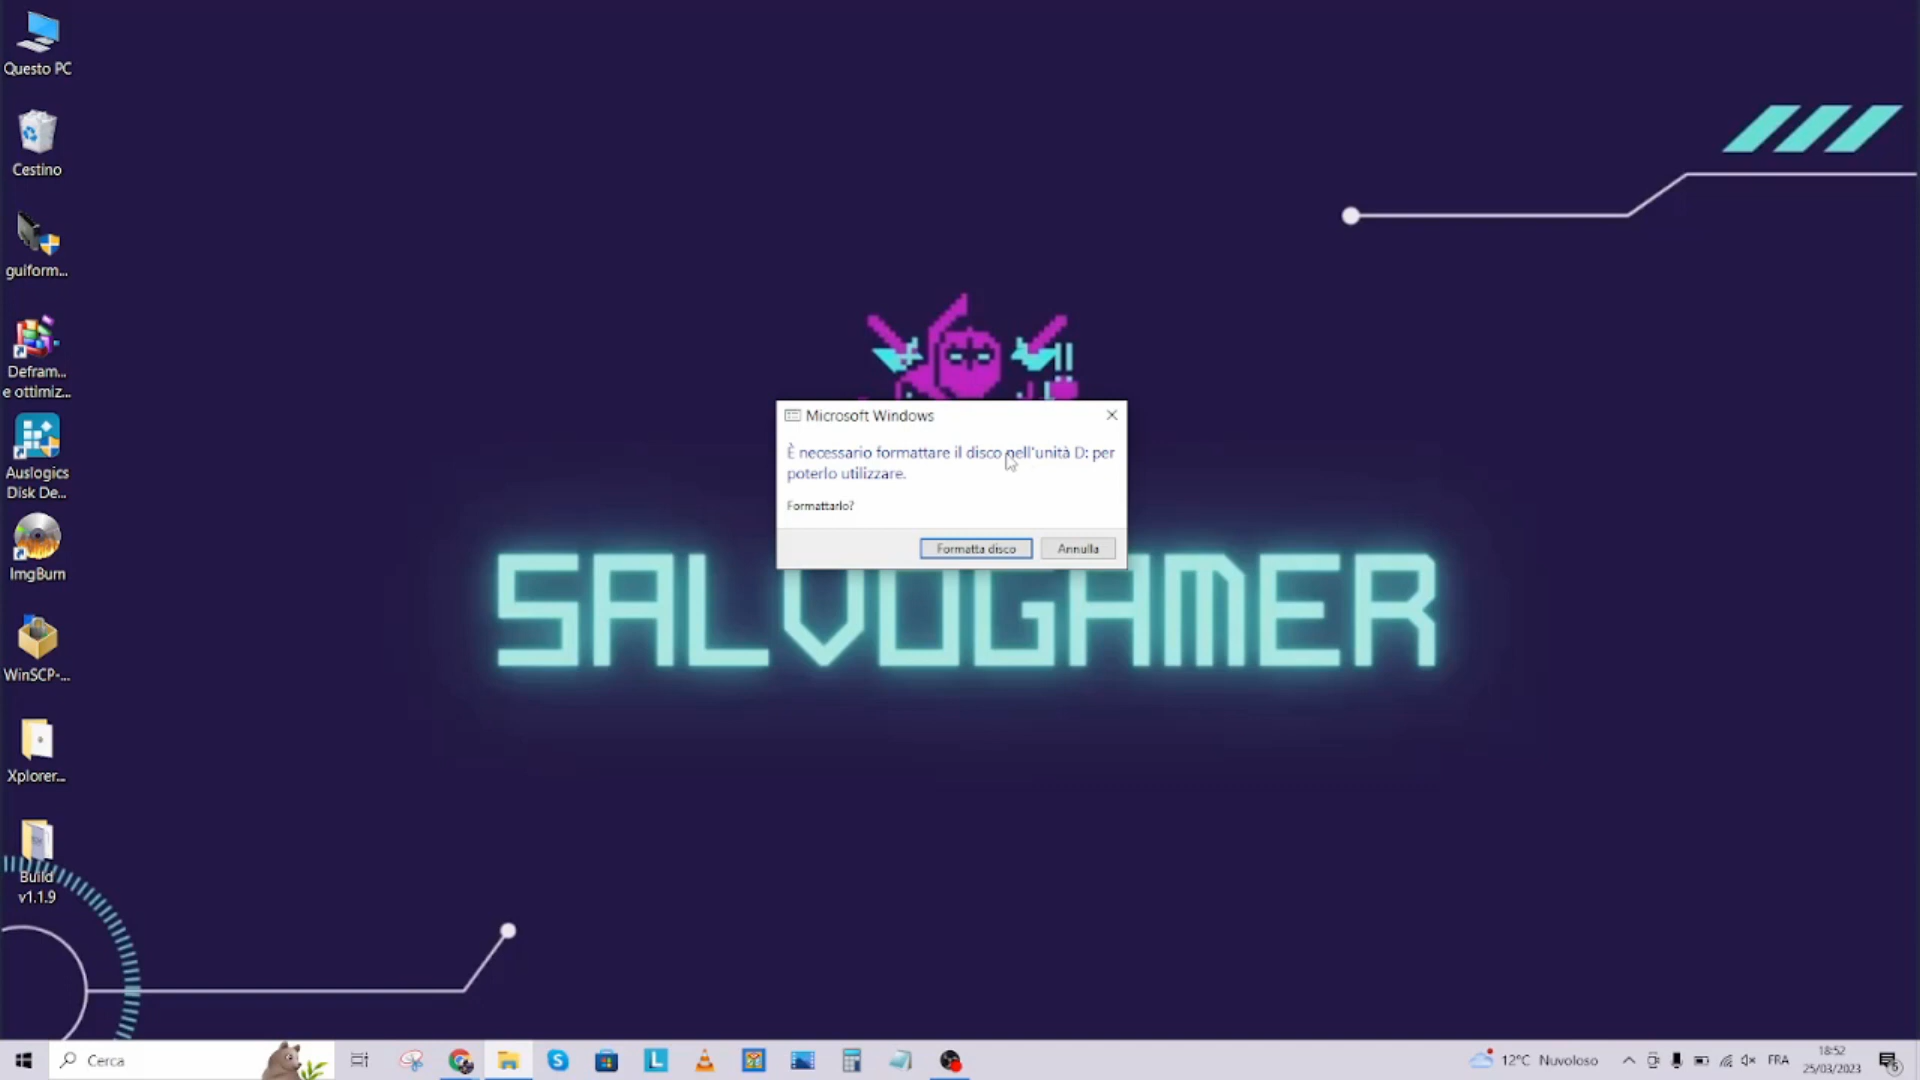 Questo PC
Cestino
guiform...
Defram...
e ottimiz...
Auslogics
Disk De...
ImgBurn
WinSCP-...
Xplorer...
Build
v1.1.9
Microsoft Windows
È necessario formattare il disco nell'unità D: per
poterlo utilizzare.
Formattarlo?
Formatta disco
Annulla
SALVOGAMER
Cerca
12°C Nuvoloso
FRA
18:52
25/03/2023